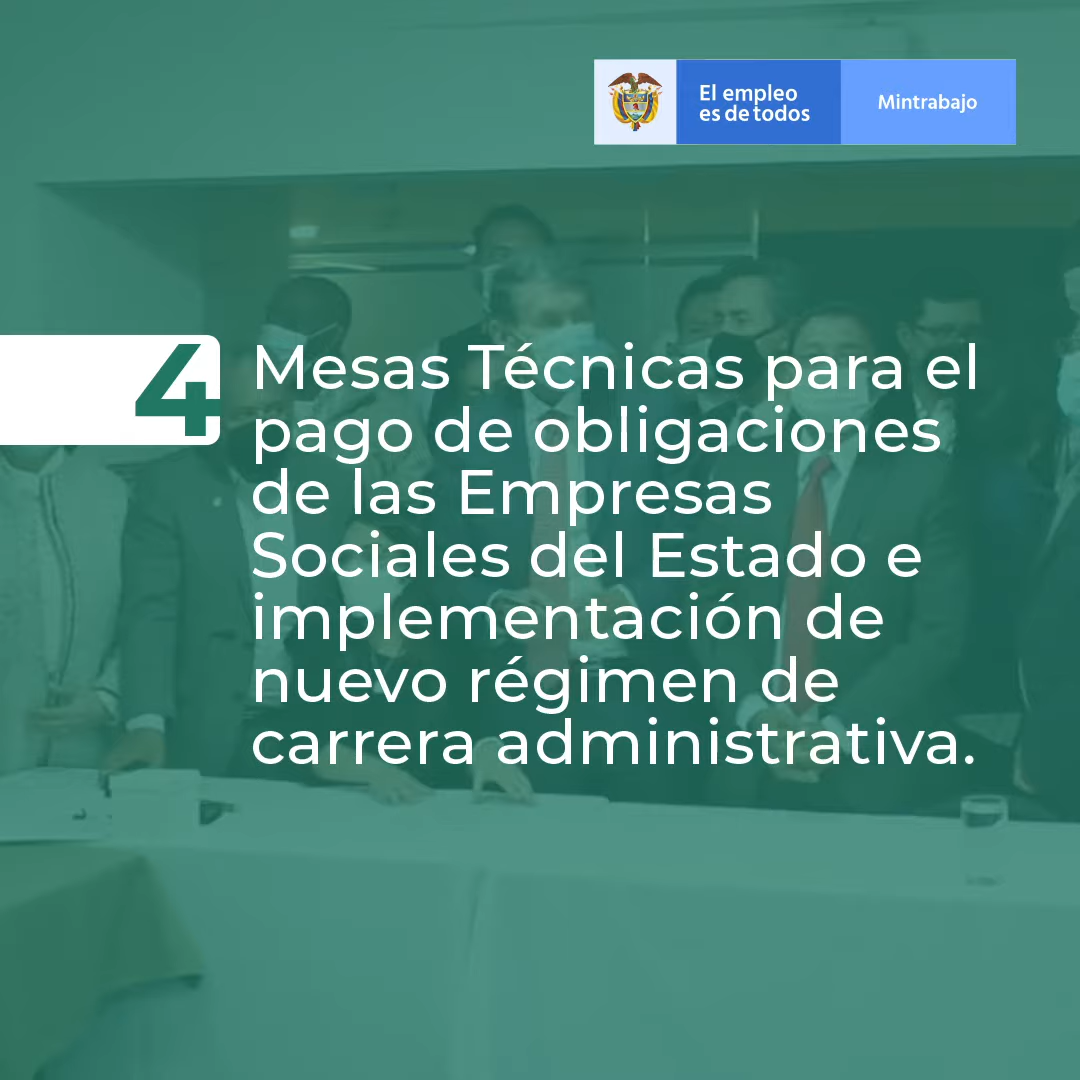 El empleo
es de todos
Mintrabajo
4
Mesas Técnicas para el
pago de obligaciones
de las Empresas
Sociales del Estado e
implementación de
nuevo régimen de
carrera administrativa.